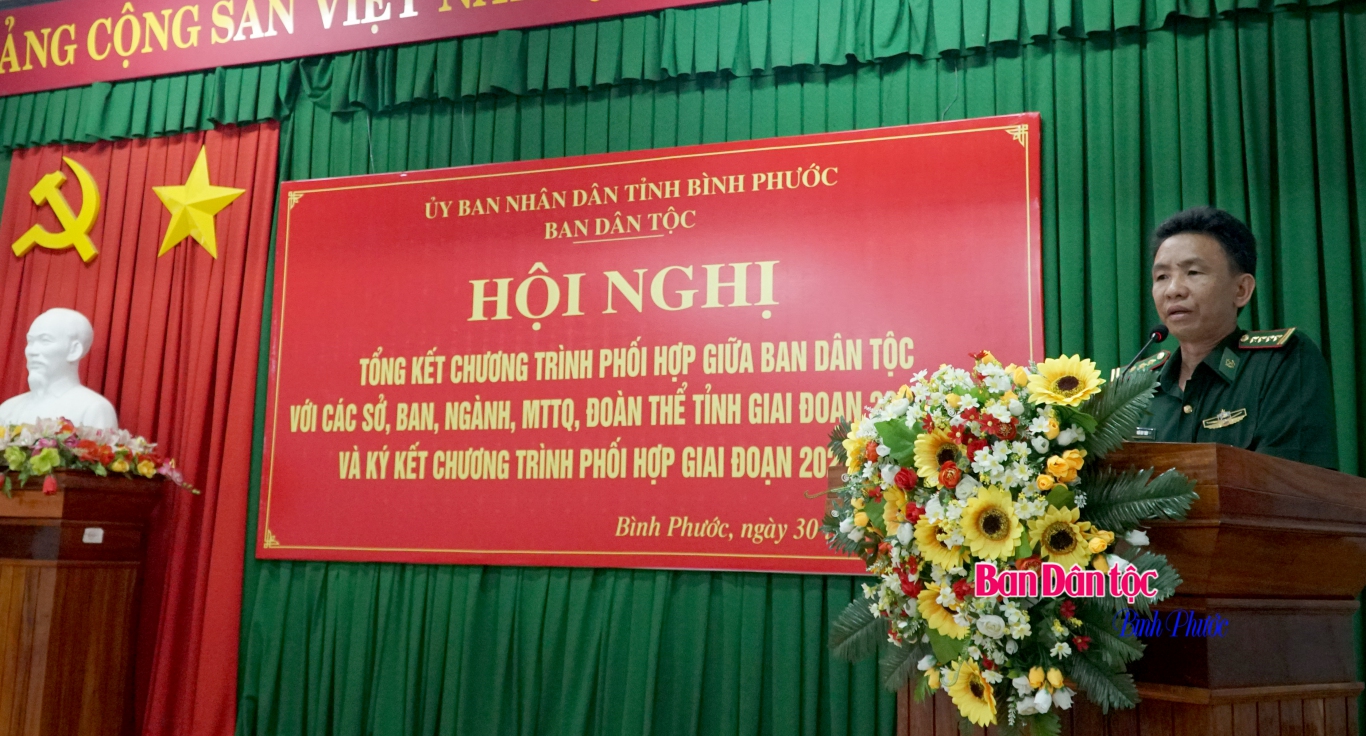 ĐẢNG CỘNG SẢN VIỆT NAM
ỦY BAN NHÂN DÂN TỈNH BÌNH PHƯỚC
BAN DÂN TỘC
HỘI NGHỊ
TỔNG KẾT CHƯƠNG TRÌNH PHỐI HỢP GIỮA BAN DÂN TỘC
VỚI CÁC SỞ, BAN, NGÀNH, MTTQ, ĐOÀN THỂ TỈNH GIAI ĐOẠN
VÀ KÝ KẾT CHƯƠNG TRÌNH PHỐI HỢP GIAI ĐOẠN
Bình Phước, ngày 30
Ban Dân tộc
Bình Phước